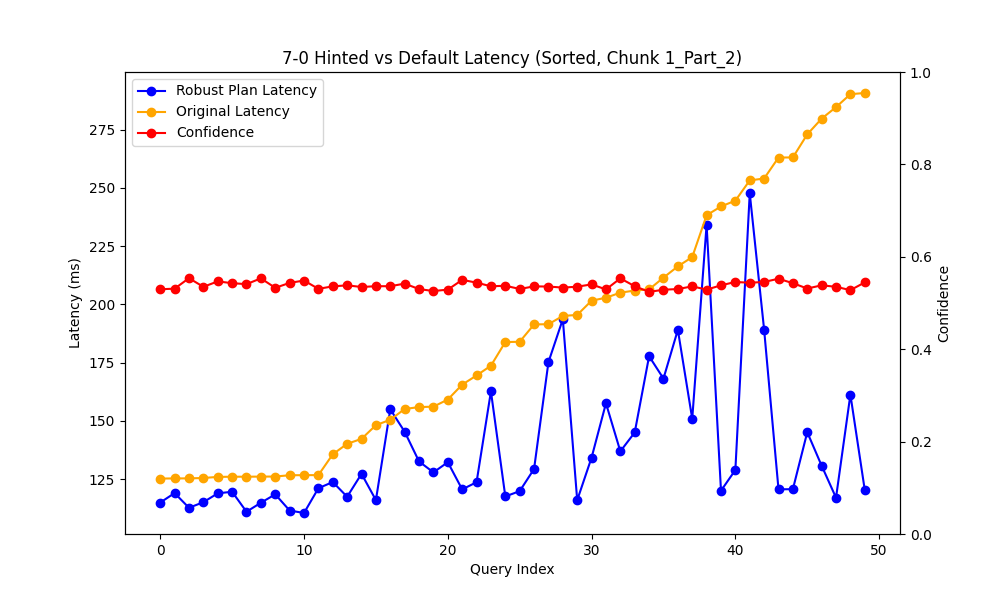 7-0 Hinted vs Default Latency (Sorted, Chunk 1_Part_2)
Robust Plan Latency
Original Latency
Confidence
275
250
225
200
175
150
125
Latency (ms)
1.0
0.8
0.6
0.4
0.2
0.0
Confidence
0 10 20 30 40 50
Query Index